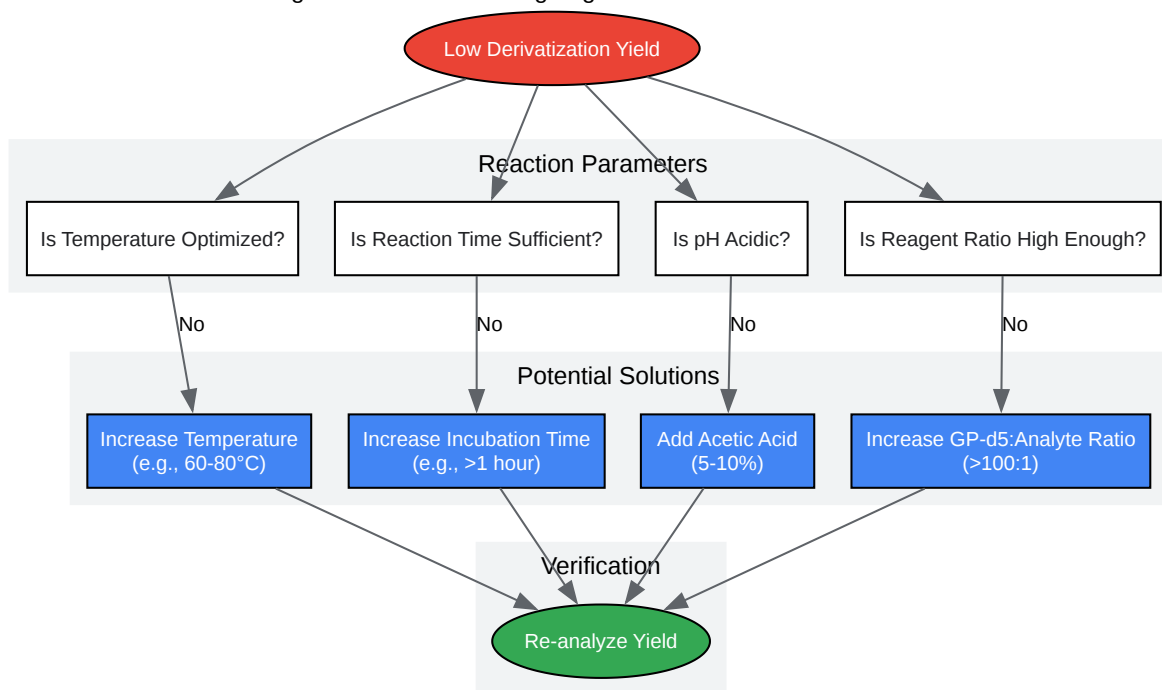 Low Derivatization Yield
Reaction Parameters
Is Temperature Optimized?
Is Reaction Time Sufficient?
Is pH Acidic?
Is Reagent Ratio High Enough?
No
No
No
No
Potential Solutions
Increase Temperature
(e.g., 60-80°C)
Increase Incubation Time
(e.g., >1 hour)
Add Acetic Acid
(5-10%)
Increase GP-d5:Analyte Ratio
(>100:1)
Verification
Re-analyze Yield